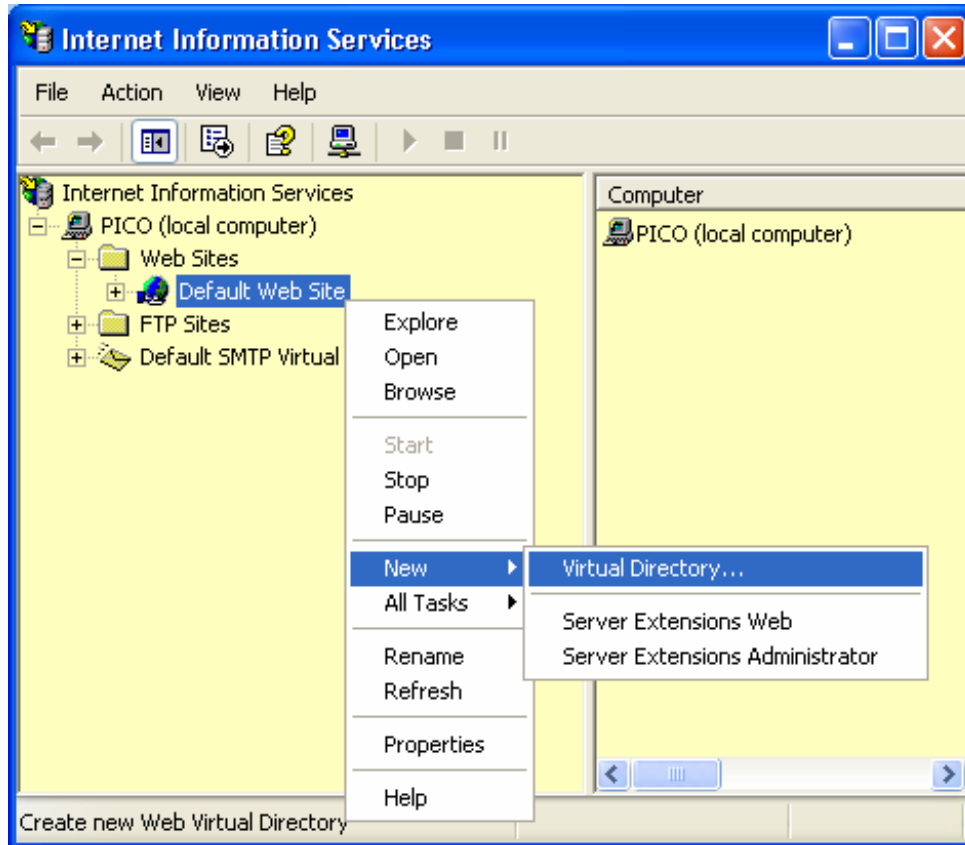 Internet Information Services
File Action View Help
Internet Information Services
PICO (local computer)
Web Sites
Default Web Site
FTP Sites
Default SMTP Virtual
Computer
PICO (local computer)
Explore
Open
Browse
Start
Stop
Pause
New
All Tasks
Rename
Refresh
Properties
Help
Virtual Directory...
Server Extensions Web
Server Extensions Administrator
Create new Web Virtual Directory